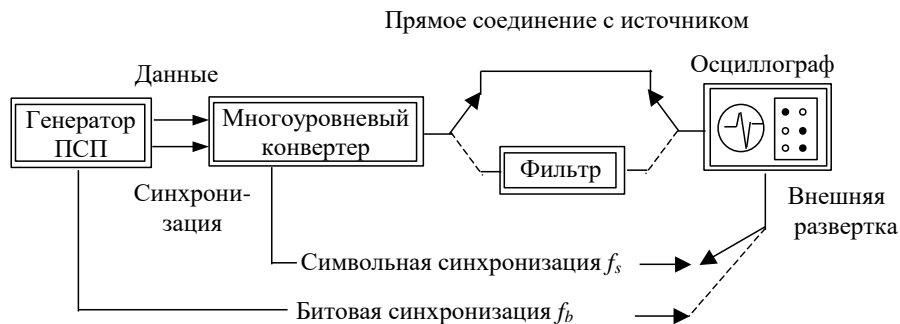 Прямое соединение с источником
Данные
Осциллограф
Генератор
ПСП
Многоуровневый
конвертер
Фильтр
Синхрони-
зация
Внешняя
развертка
Символьная синхронизация fs
Битовая синхронизация fb